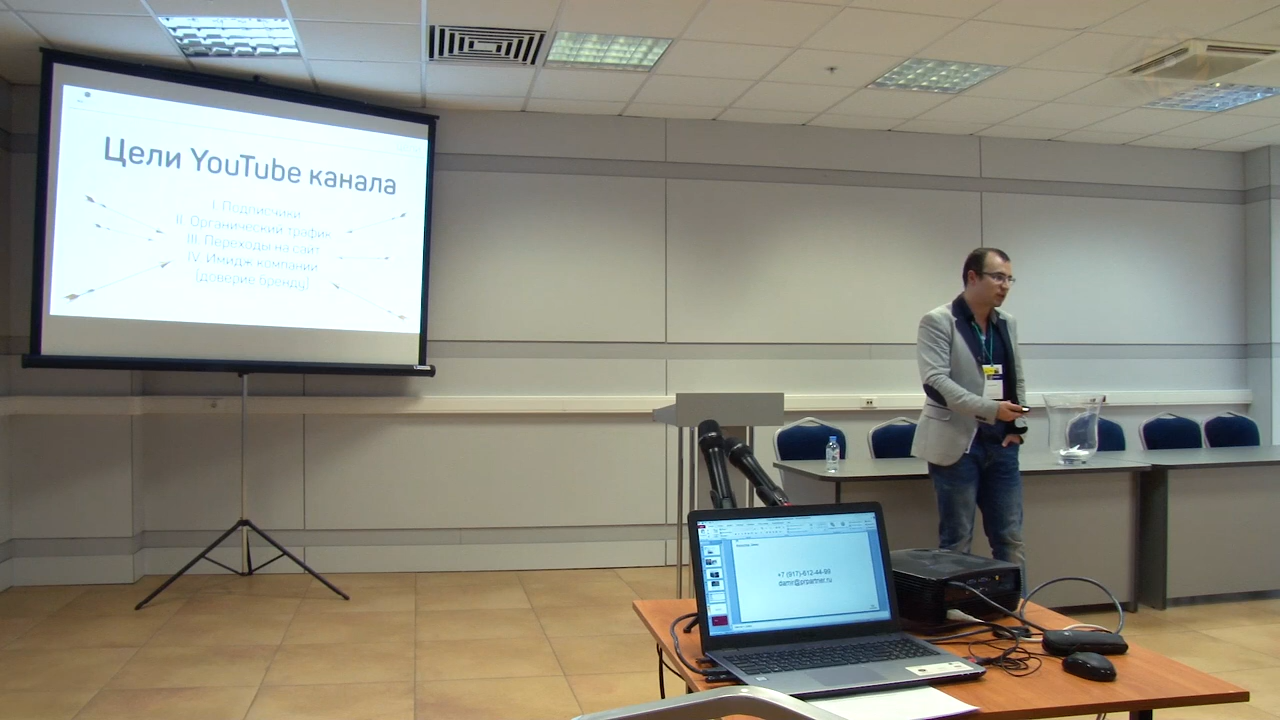 Цели YouTube канала
I. Подписчики
II. Органический трафик
III. Переходы на сайт
IV. Имидж компании
(доверие бренду)
+7 (917)-612-44-99
damir@prpartner.ru